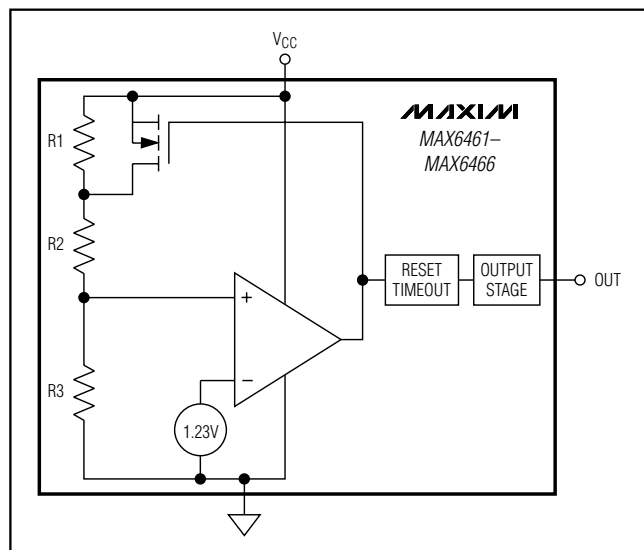 VCC
MAXIM
MAX6461–
MAX6466
R1
R2
RESET
TIMEOUT
OUTPUT
STAGE
OUT
+
R3
−
1.23V